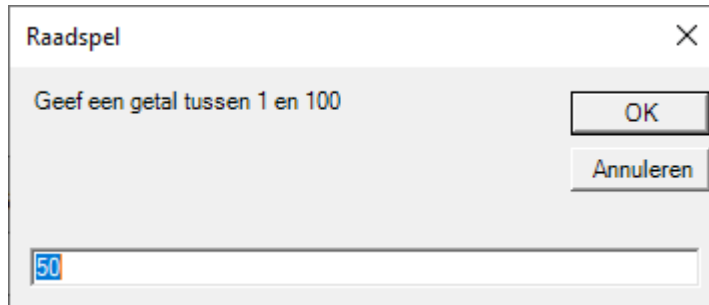 Raadspel
Geef een getal tussen 1 en 100
OK
Annuleren
50